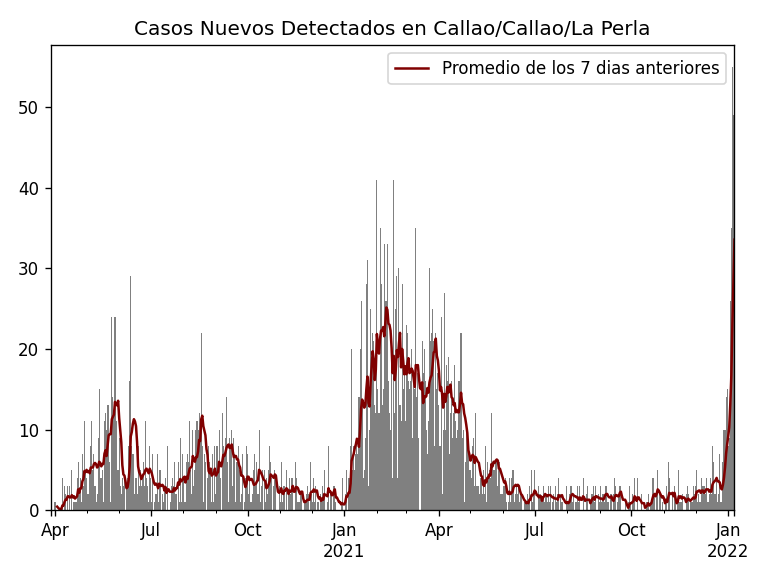 Casos Nuevos Detectados en Callao/Callao/La Perla
Promedio de los 7 dias anteriores
50
40
30
20
10
0
Apr Jul Oct Jan Apr Jul Oct Jan
2021 2022